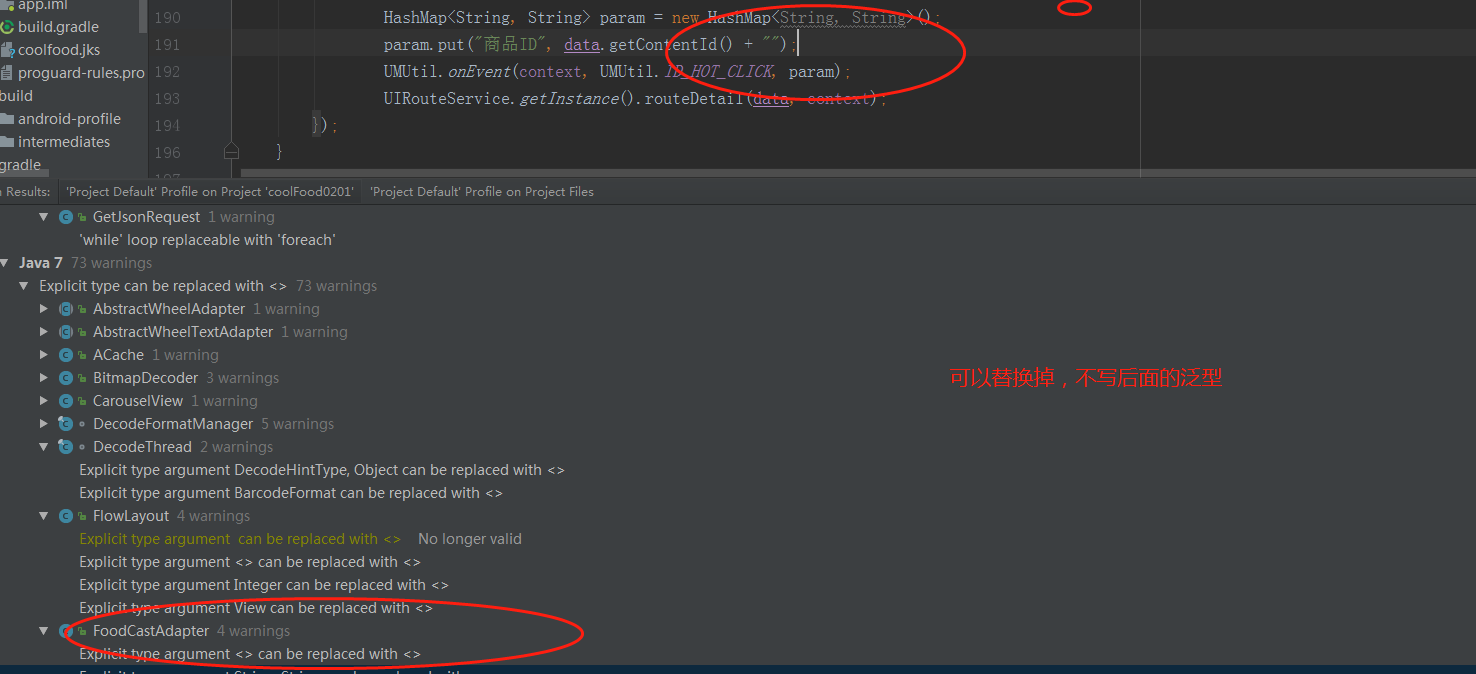 app.iml
build.gradle
coolfood.jks
proguard-rules.pro
build
android-profile
intermediates
gradle
190 HashMap<String, String> param = new HashMap<String, String>();
191 param.put("商品ID", data.getContentId() + "");
192 UMUtil.onEvent(context, UMUtil.ID_HOT_CLICK, param);
193 UIRouteService.getInstance().routeDetail(data, context);
194 });
196 }
197
n Results: 'Project Default' Profile on Project 'coolFood0201' 'Project Default' Profile on Project Files
GetJsonRequest 1 warning
'while' loop replaceable with 'foreach'
Java 7 73 warnings
Explicit type can be replaced with <> 73 warnings
AbstractWheelAdapter 1 warning
AbstractWheelTextAdapter 1 warning
ACache 1 warning
BitmapDecoder 3 warnings
CarouselView 1 warning
DecodeFormatManager 5 warnings
DecodeThread 2 warnings
Explicit type argument DecodeHintType, Object can be replaced with <>
Explicit type argument BarcodeFormat can be replaced with <>
FlowLayout 4 warnings
Explicit type argument  can be replaced with <> No longer valid
Explicit type argument <> can be replaced with <>
Explicit type argument Integer can be replaced with <>
Explicit type argument View can be replaced with <>
FoodCastAdapter 4 warnings
Explicit type argument <> can be replaced with <>
可以替换掉，不写后面的泛型